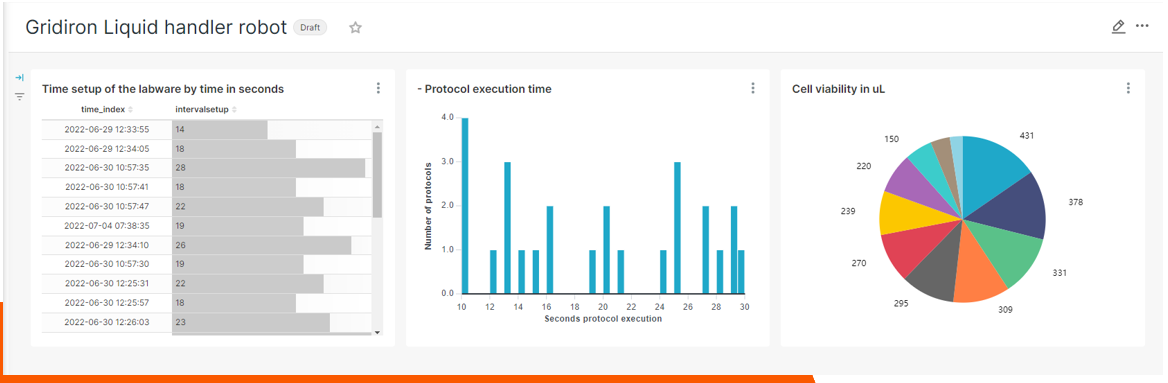 Gridiron Liquid handler robot Draft
Time setup of the labware by time in seconds
time_index intervalsetup
2022-06-29 12:33:55 14
2022-06-29 12:34:05 18
2022-06-30 10:57:35 28
2022-06-30 10:57:41 18
2022-06-30 10:57:47 22
2022-07-04 07:38:35 19
2022-06-29 12:34:10 26
2022-06-30 10:57:30 19
2022-06-30 12:25:31 22
2022-06-30 12:25:57 18
2022-06-30 12:26:03 23
- Protocol execution time
Number of protocols
4.0
3.0
2.0
1.0
0.0
10 12 14 16 18 20 22 24 26 28 30
Seconds protocol execution
Cell viability in uL
431
378
331
309
295
270
239
220
150